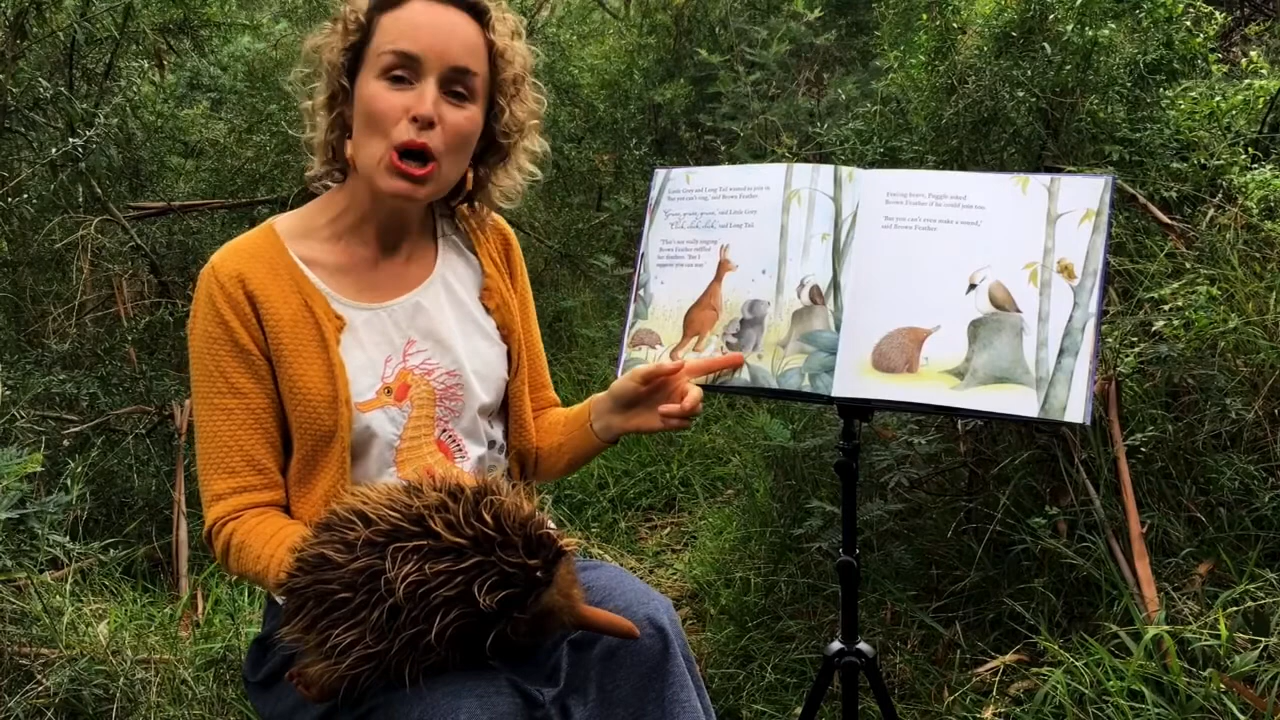 Little Grey and Long Tail wanted to join in.
'But you can't sing,' said Brown Feather.
'Grunt, grunt, grunt,' said Little Grey.
'Click, click, click,' said Long Tail.
'That's not really singing.'
Brown Feather ruffled
her feathers. 'But I
suppose you can stay.'
Feeling brave, Puggle asked
Brown Feather if he could join too.
'But you can't even make a sound,'
said Brown Feather.